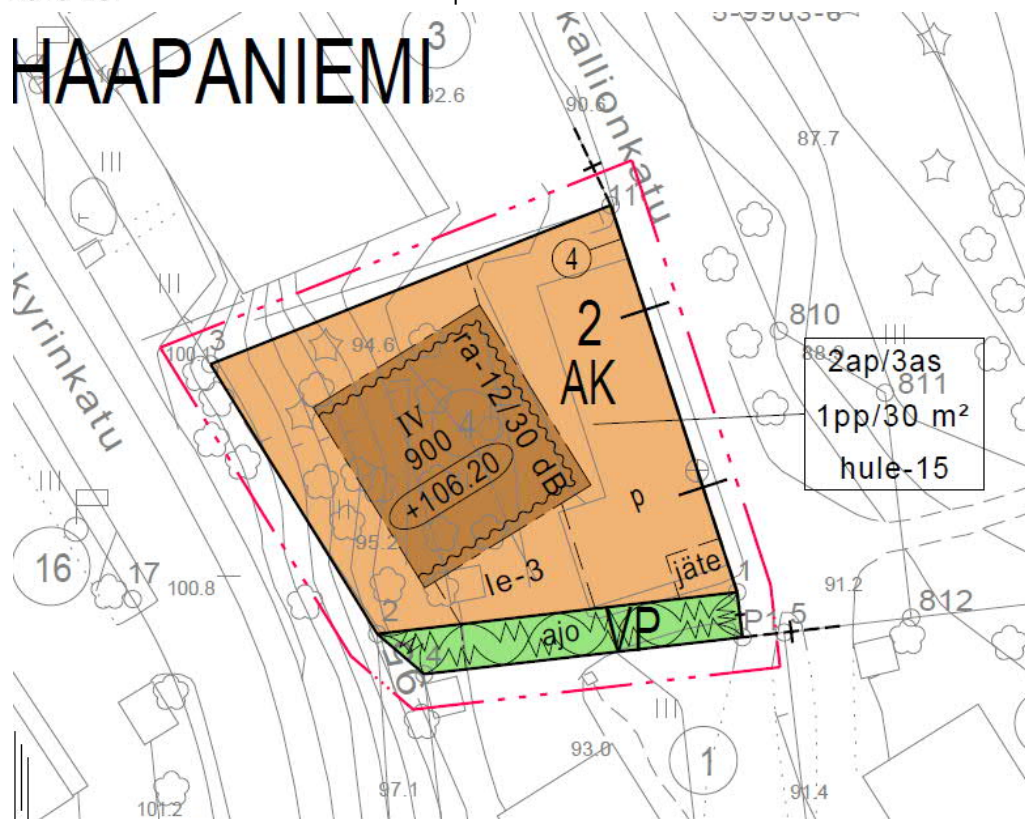 3
HAAPANIEMI
92.6
90.6
kallionkatu
87.7
11
4
kyrinkatu
3
100.1
94.6
2
AK
810
88.9
2ap/3as
811
1pp/30 m²
hule-15
ra-12/30 dB
IV
900
4
+106.20
p
95.2
16
17
100.8
le-3
jäte
1
91.2
812
2
ajo
VP
P1
5
93.0
1
97.1
101.2
91.4